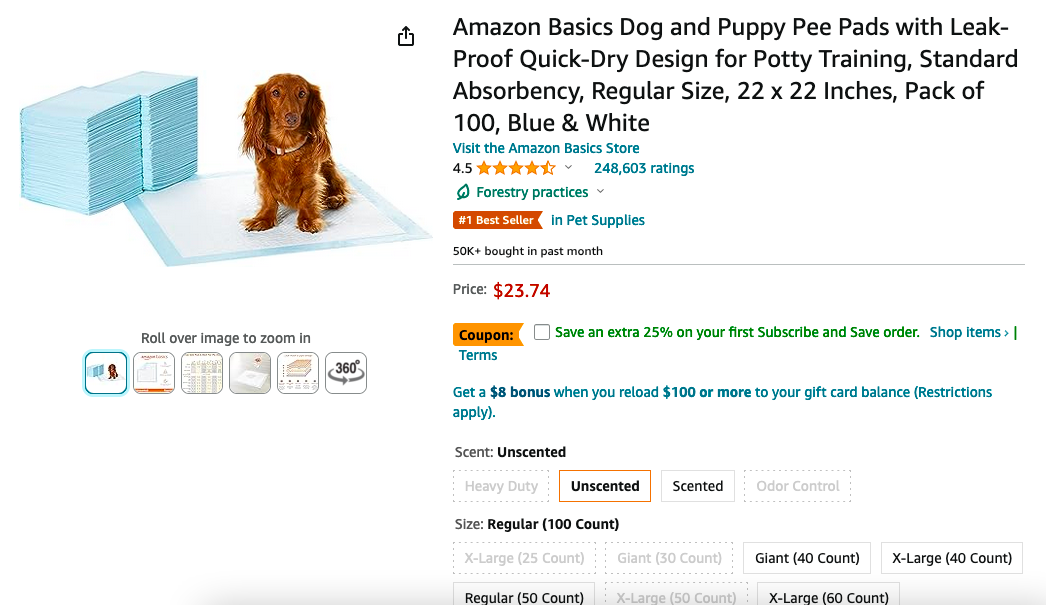 Amazon Basics Dog and Puppy Pee Pads with Leak-
Proof Quick-Dry Design for Potty Training, Standard
Absorbency, Regular Size, 22 x 22 Inches, Pack of
100, Blue & White
Visit the Amazon Basics Store
4.5 248,603 ratings
Forestry practices
#1 Best Seller in Pet Supplies
50K+ bought in past month
Price: $23.74
Coupon: Save an extra 25% on your first Subscribe and Save order. Shop items › |
Terms
Get a $8 bonus when you reload $100 or more to your gift card balance (Restrictions
apply).
Scent: Unscented
Heavy Duty Unscented Scented Odor Control
Size: Regular (100 Count)
X-Large (25 Count) Giant (30 Count) Giant (40 Count) X-Large (40 Count)
Regular (50 Count) X-Large (50 Count) X-Large (60 Count)
Roll over image to zoom in
360°